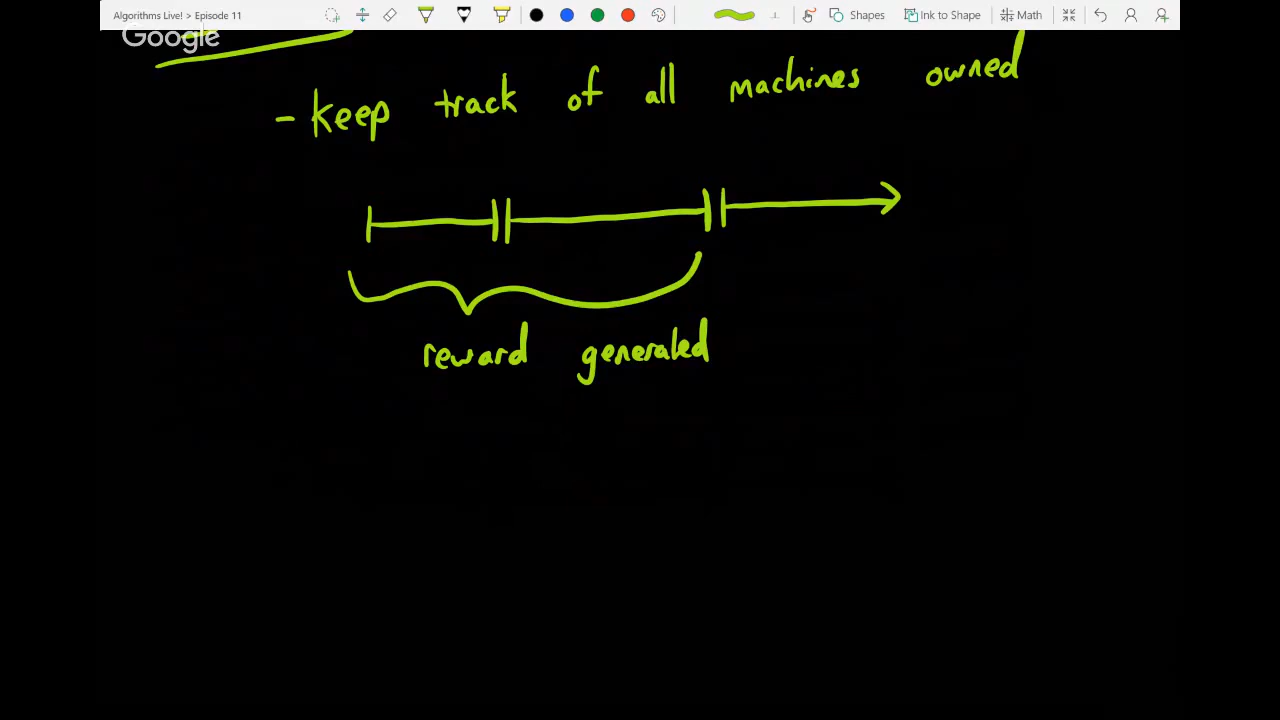 Algorithms Live! > Episode 11 Shapes Ink to Shape Math
Google
- Keep track of all machines owned
reward generated